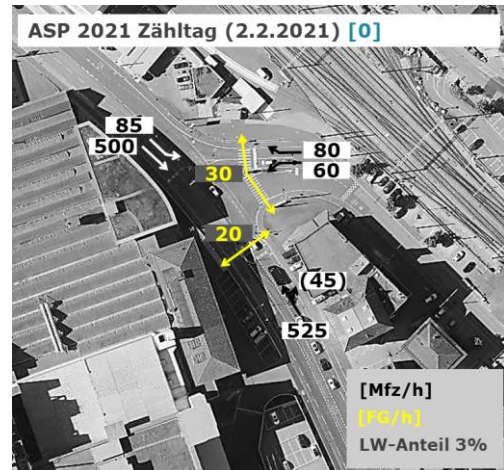 ASP 2021 Zähltag (2.2.2021) [0]
85
500
80
60
30
20
(45)
525
[Mfz/h]
[FG/h]
LW-Anteil 3%